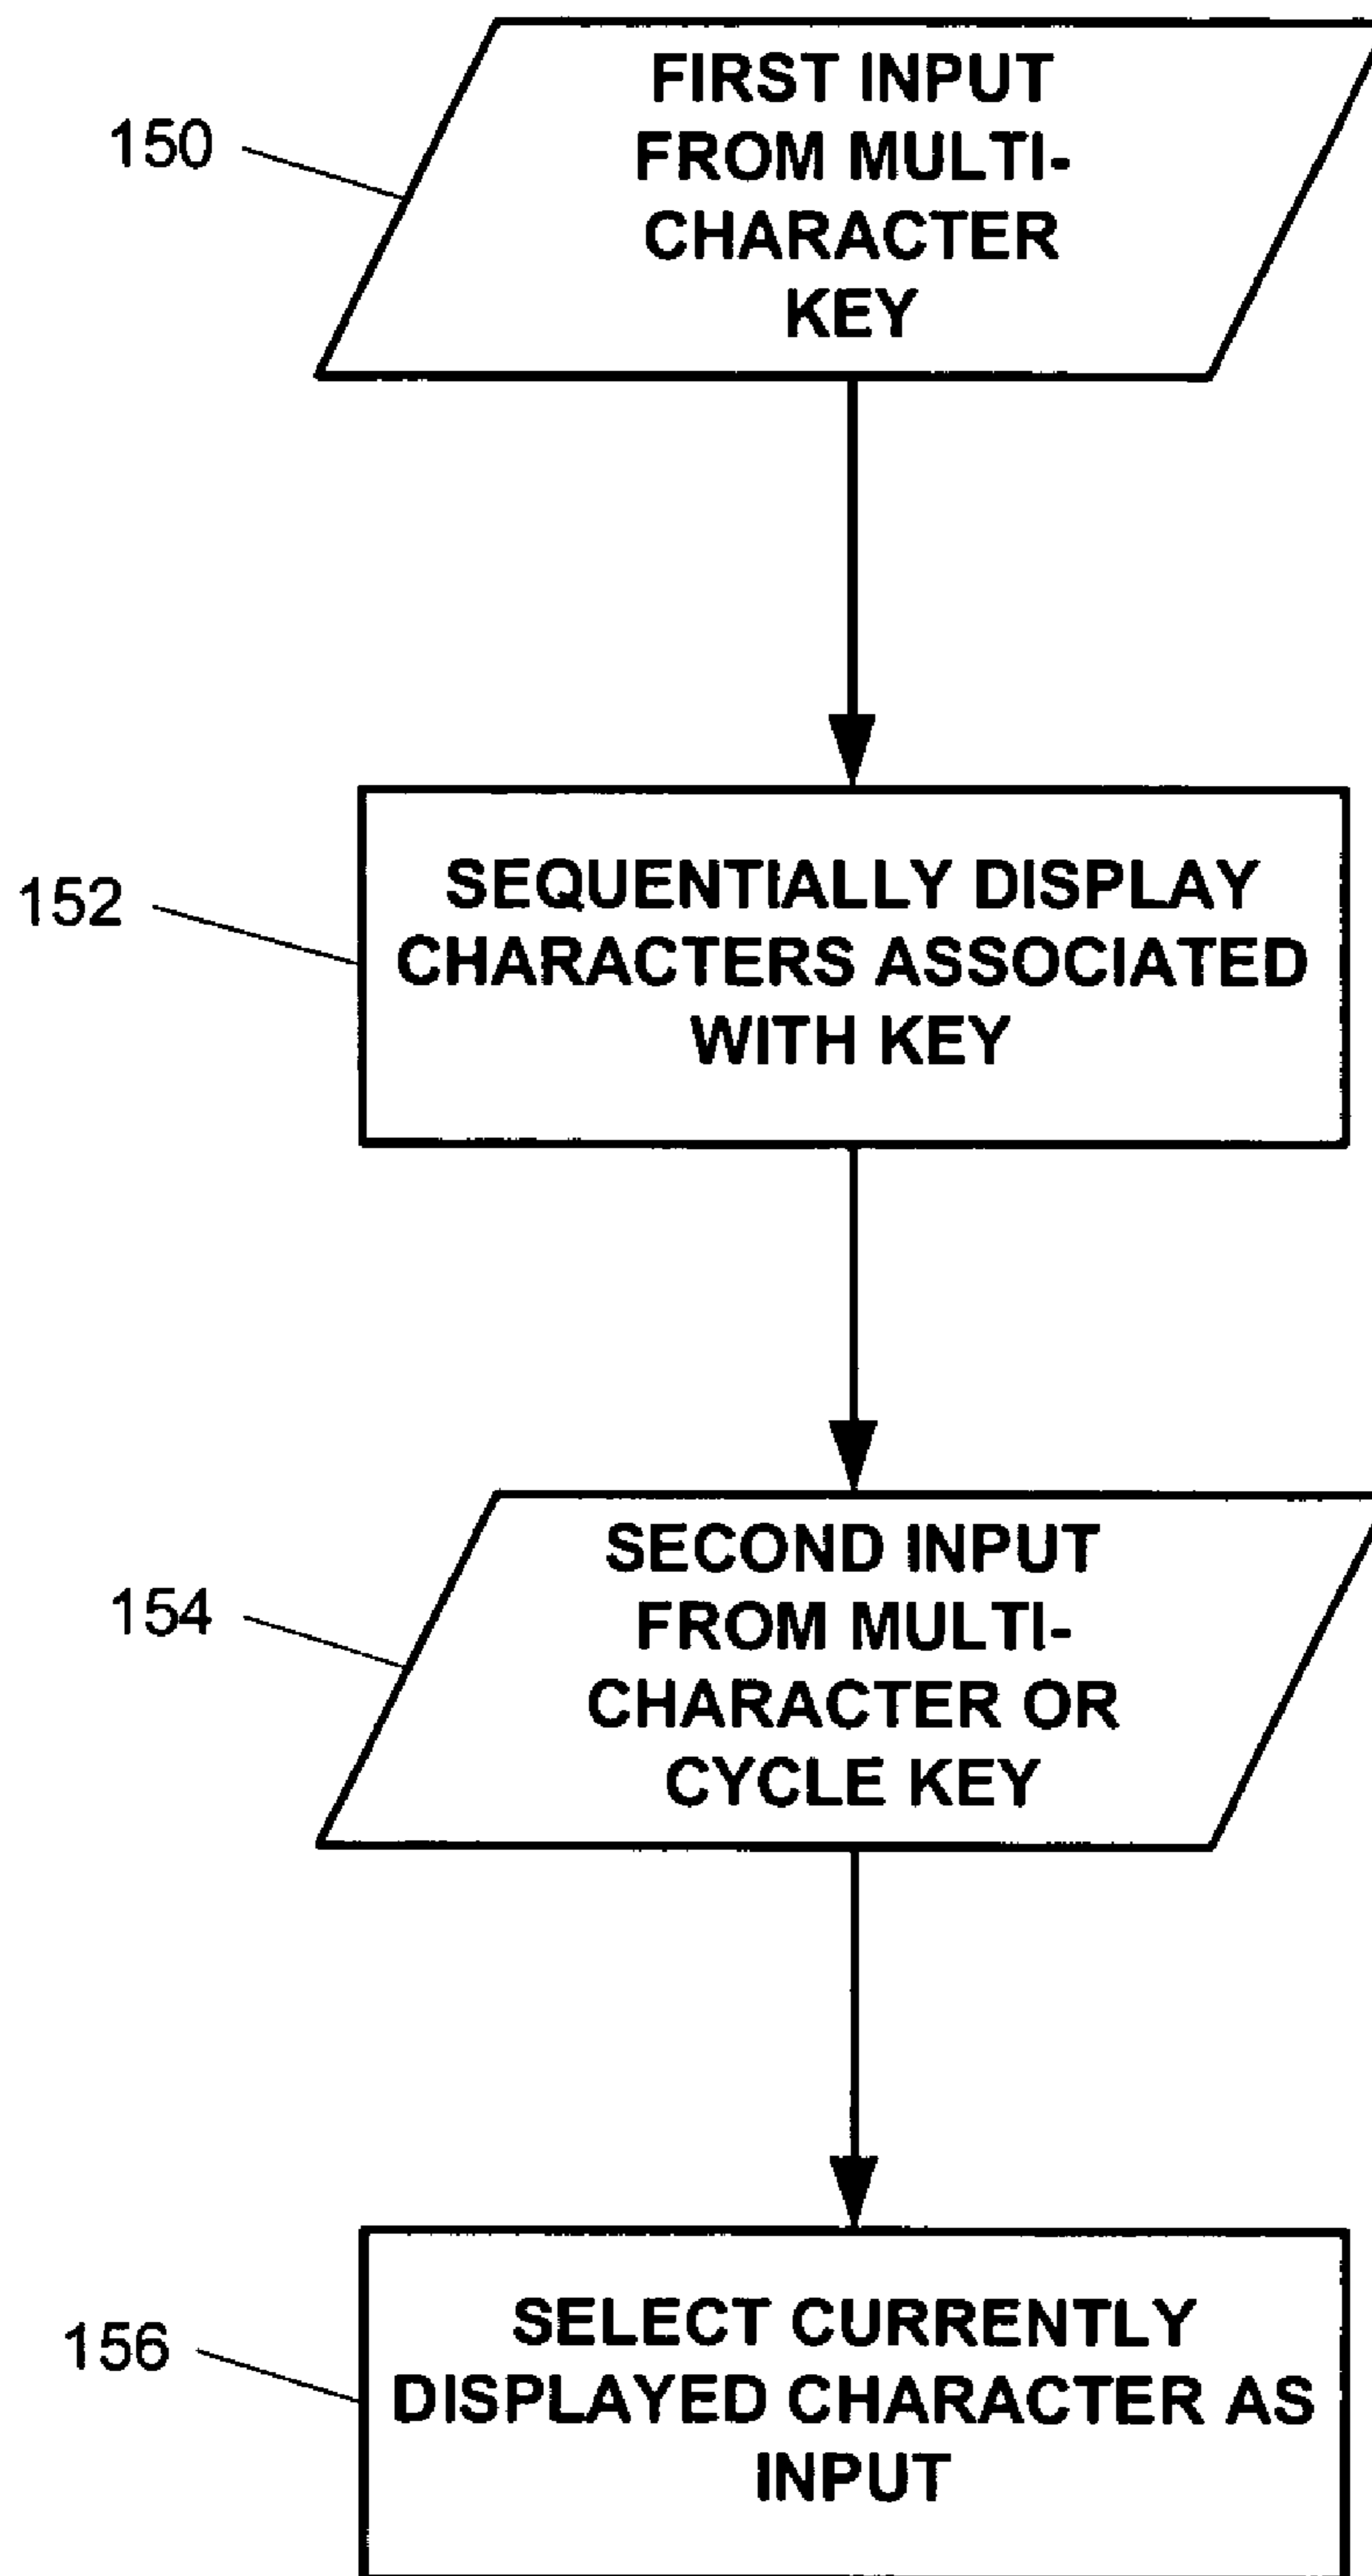 150
FIRST INPUT
FROM MULTI-
CHARACTER
KEY
152
SEQUENTIALLY DISPLAY
CHARACTERS ASSOCIATED
WITH KEY
154
SECOND INPUT
FROM MULTI-
CHARACTER OR
CYCLE KEY
156
SELECT CURRENTLY
DISPLAYED CHARACTER AS
INPUT